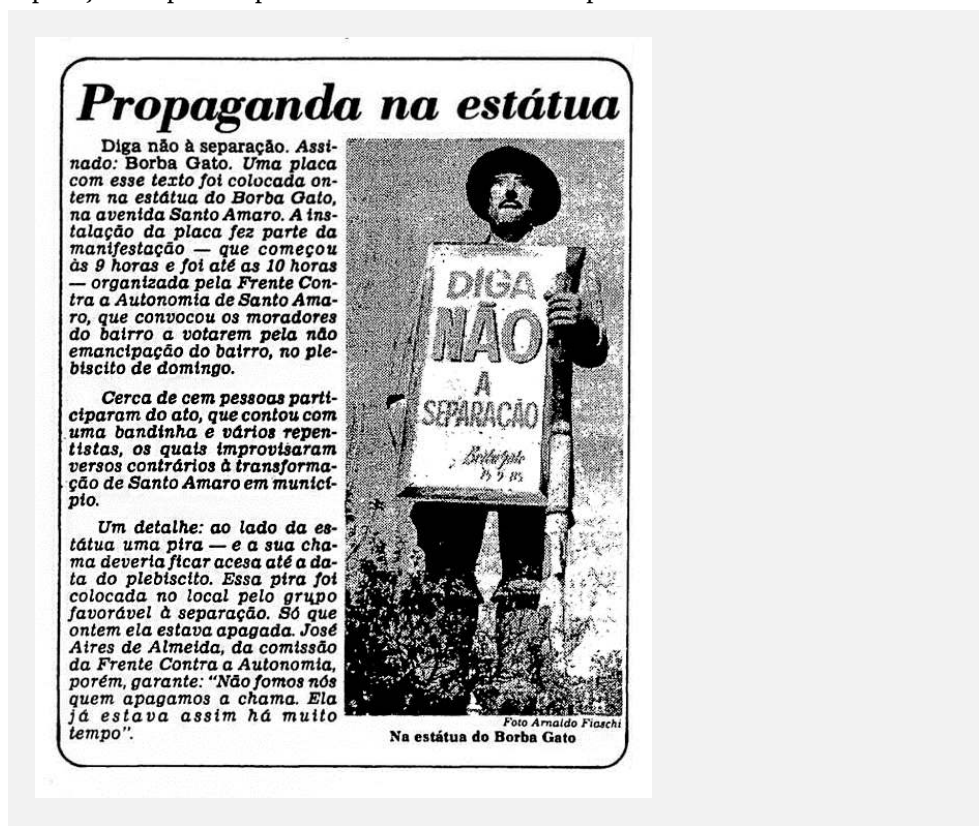 Propaganda na estátua
Diga não à separação. Assi-
nado: Borba Gato. Uma placa
com esse texto foi colocada on-
tem na estátua do Borba Gato,
na avenida Santo Amaro. A ins-
talação da placa fez parte da
manifestação — que começou
às 9 horas e foi até as 10 horas
— organizada pela Frente Con-
tra a Autonomia de Santo Ama-
ro, que convocou os moradores
do bairro a votarem pela não
emancipação do bairro, no ple-
biscito de domingo.
Cerca de cem pessoas parti-
ciparam do ato, que contou com
uma bandinha e vários repen-
tistas, os quais improvisaram
versos contrários à transforma-
ção de Santo Amaro em municí-
pio.
Um detalhe: ao lado da es-
tátua uma pira — e a sua cha-
ma deveria ficar acesa até a da-
ta do plebiscito. Essa pira foi
colocada no local pelo grupo
favorável à separação. Só que
ontem ela estava apagada. José
Aires de Almeida, da comissão
da Frente Contra a Autonomia,
porém, garante: "Não fomos nós
quem apagamos a chama. Ela
já estava assim há muito
tempo".
DIGA
NÃO
A
SEPARAÇÃO
Borba gato
Foto Arnaldo Fiaschi
Na estátua do Borba Gato